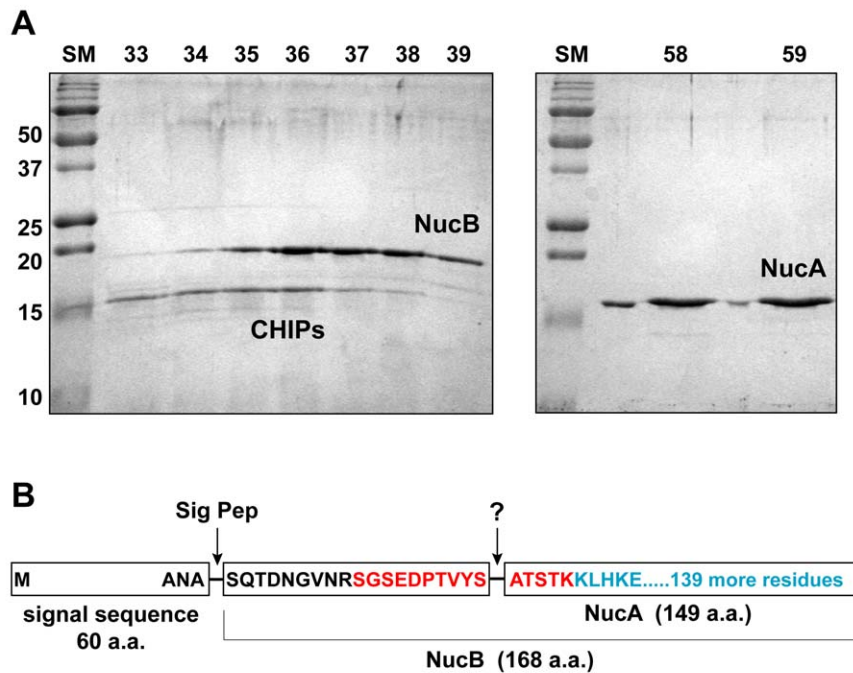 A
SM 33 34 35 36 37 38 39
SM 58 59
50
37
25
20
15
10
NucB
CHIPs
NucA
B
Sig Pep
?
M ANA SQTDNGVNRSGSEDPTVYS ATSTKKLHKE.....139 more residues
signal sequence
60 a.a.
NucA (149 a.a.)
NucB (168 a.a.)